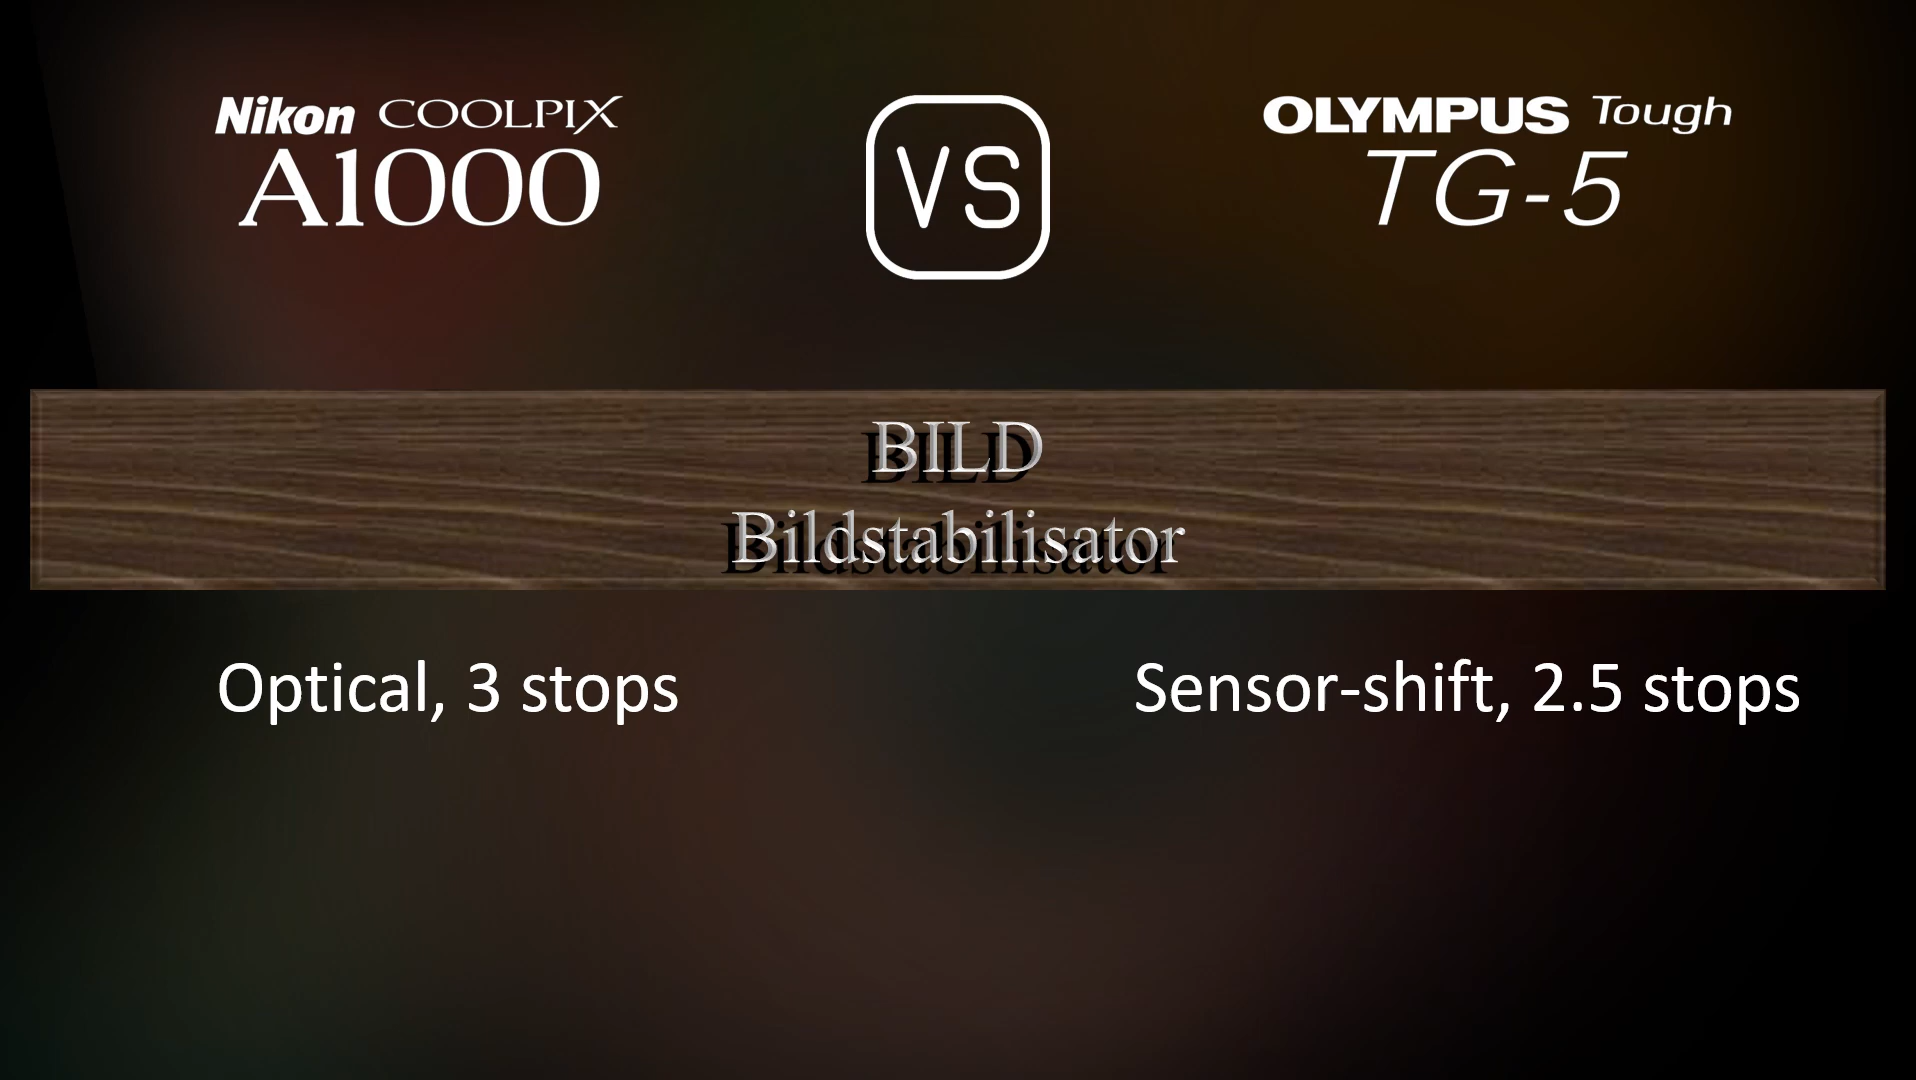 Nikon COOLPIX
A1000
VS
OLYMPUS Tough
TG-5
BILD
Bildstabilisator
Optical, 3 stops
Sensor-shift, 2.5 stops